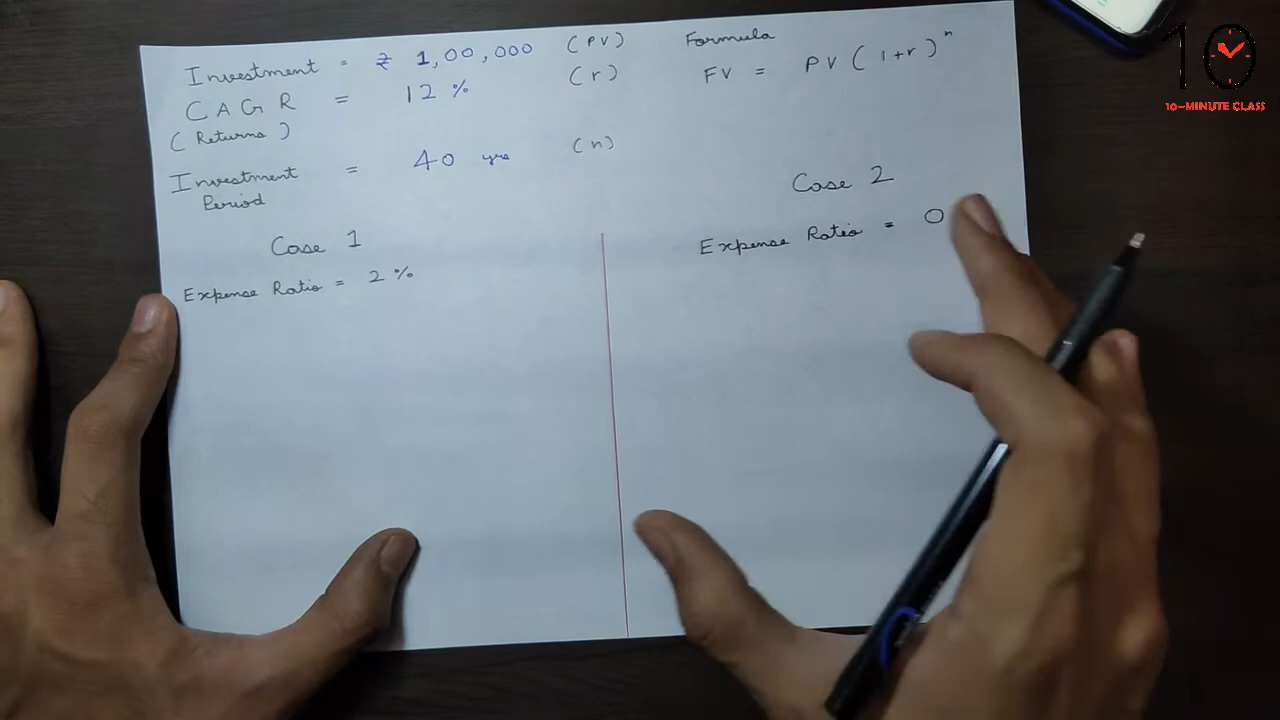 Investment = ₹ 1,00,000 (PV)
CAGR = 12 % (r)
(Returns)
Investment Period = 40 yrs (n)
Formula
FV = PV (1+r)^n
Case 1
Expense Ratio = 2 %
Case 2
Expense Ratio = 0
10
10-MINUTE CLASS